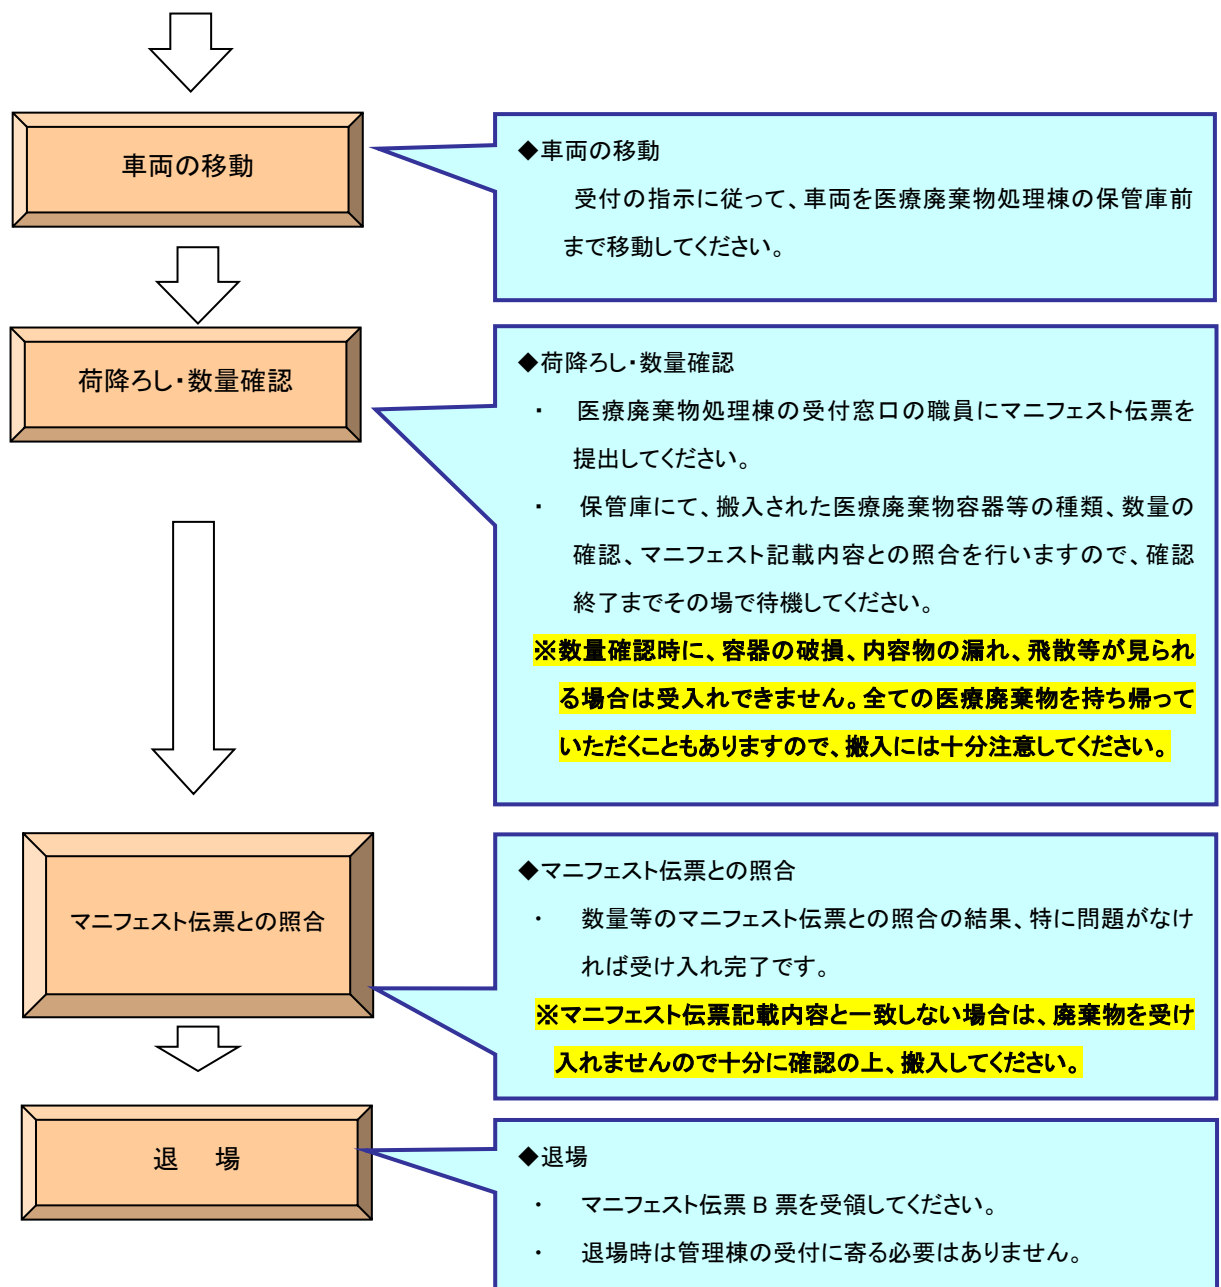 車両の移動
◆車両の移動
受付の指示に従って、車両を医療廃棄物処理棟の保管庫前
まで移動してください。
荷降ろし・数量確認
◆荷降ろし・数量確認
・ 医療廃棄物処理棟の受付窓口の職員にマニフェスト伝票を
提出してください。
・ 保管庫にて、搬入された医療廃棄物容器等の種類、数量の
確認、マニフェスト記載内容との照合を行いますので、確認
終了までその場で待機してください。
※数量確認時に、容器の破損、内容物の漏れ、飛散等が見られ
る場合は受入れできません。全ての医療廃棄物を持ち帰って
いただくこともありますので、搬入には十分注意してください。
マニフェスト伝票との照合
◆マニフェスト伝票との照合
・ 数量等のマニフェスト伝票との照合の結果、特に問題がなけ
れば受け入れ完了です。
※マニフェスト伝票記載内容と一致しない場合は、廃棄物を受け
入れませんので十分に確認の上、搬入してください。
退 場
◆退場
・ マニフェスト伝票 B 票を受領してください。
・ 退場時は管理棟の受付に寄る必要はありません。